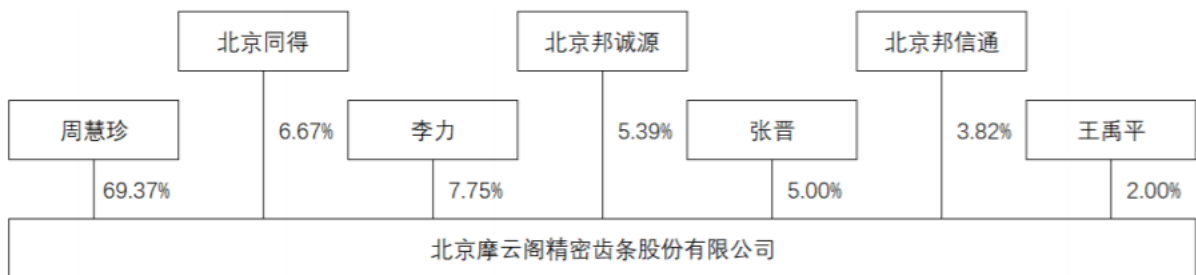 北京同得
北京邦诚源
北京邦信通
周慧珍
6.67%
李力
5.39%
张晋
3.82%
王禹平
69.37%
7.75%
5.00%
2.00%
北京摩云阁精密齿条股份有限公司